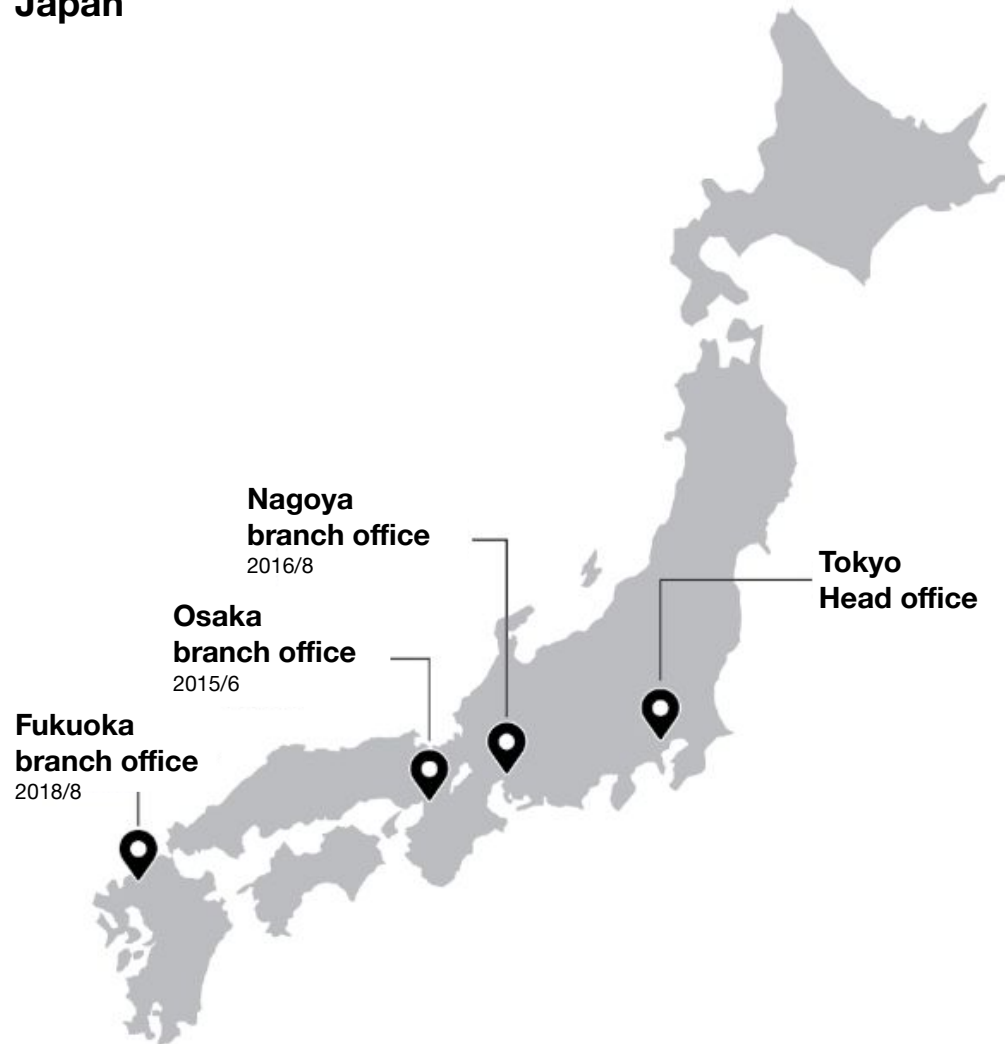 Japan
Nagoya
branch office
2016/8
Tokyo
Head office
Osaka
branch office
2015/6
Fukuoka
branch office
2018/8